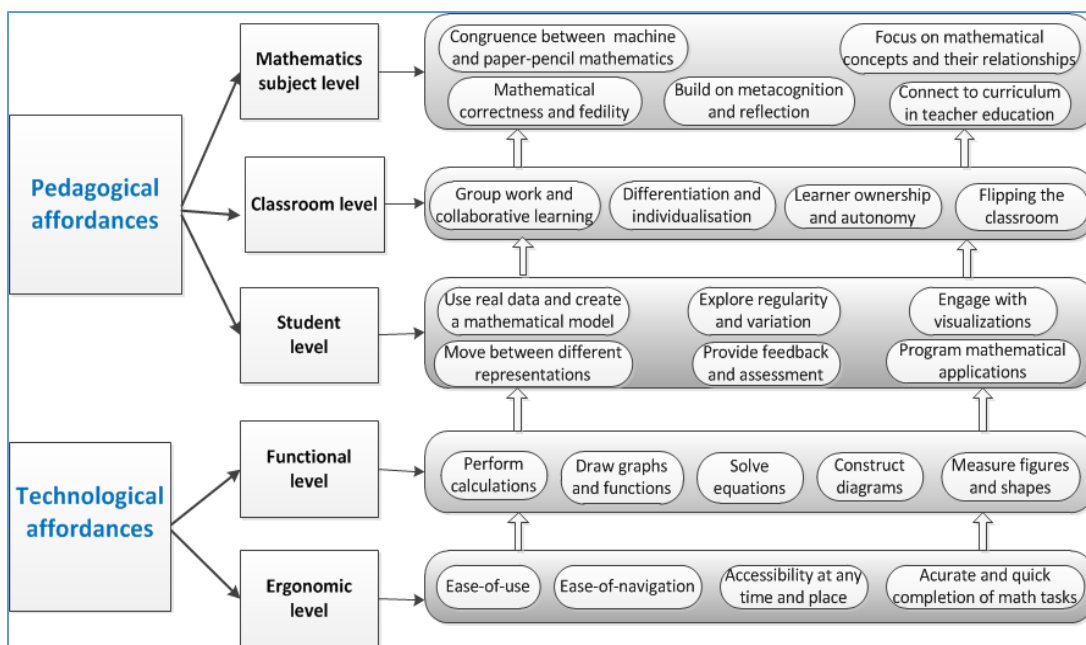 Pedagogical
affordances
Mathematics
subject level
Congruence between machine
and paper-pencil mathematics
Focus on mathematical
concepts and their relationships
Mathematical
correctness and fedility
Build on metacognition
and reflection
Connect to curriculum
in teacher education
Classroom level
Group work and
collaborative learning
Differentiation and
individualisation
Learner ownership
and autonomy
Flipping the
classroom
Student
level
Use real data and create
a mathematical model
Explore regularity
and variation
Engage with
visualizations
Move between different
representations
Provide feedback
and assessment
Program mathematical
applications
Technological
affordances
Functional
level
Perform
calculations
Draw graphs
and functions
Solve
equations
Construct
diagrams
Measure figures
and shapes
Ergonomic
level
Ease-of-use
Ease-of-navigation
Accessibility at any
time and place
Acurate and quick
completion of math tasks